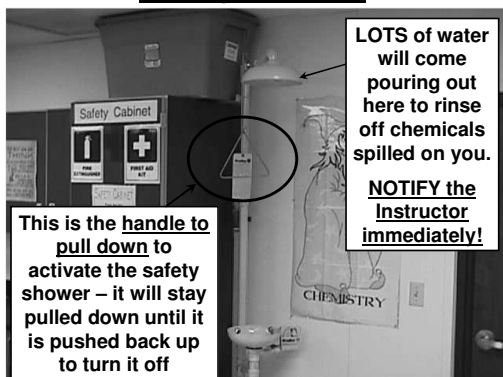 LOTS of water
will come
pouring out
here to rinse
off chemicals
spilled on you.
NOTIFY the
Instructor
immediately!
Safety Cabinet
FIRE
EXTINGUISHER
FIRST AID
KIT
SAFETY CABINET
This is the handle to
pull down to
activate the safety
shower – it will stay
pulled down until it
is pushed back up
to turn it off
CHEMISTRY